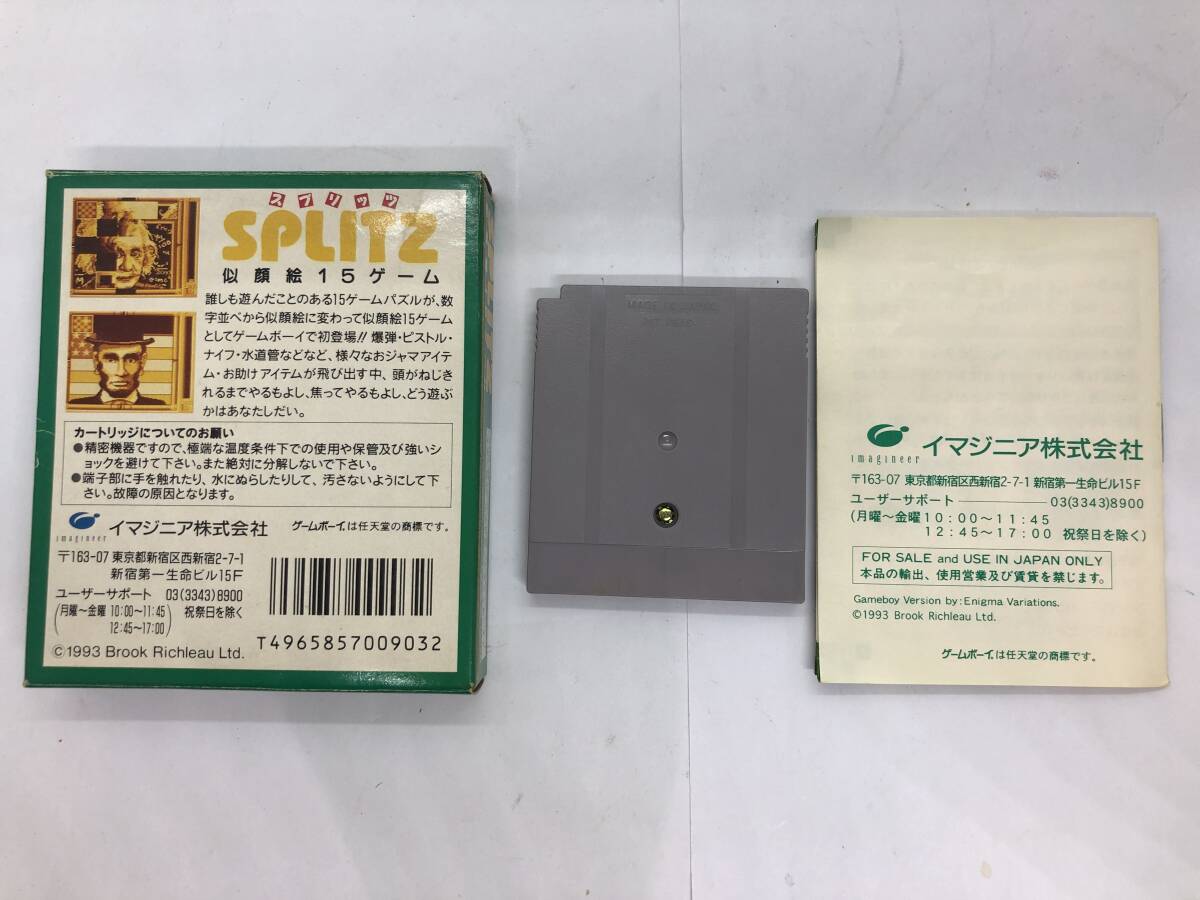 スプリッツ
SPLITZ
似顔絵15ゲーム
誰しも遊んだことのある15ゲームパズルが、数
字並べから似顔絵に変わって似顔絵15ゲーム
としてゲームボーイで初登場!! 爆弾・ピストル・
ナイフ・水道管などなど、様々なおジャマアイテ
ム・お助けアイテムが飛び出す中、頭がねじき
れるまでやるもよし、焦ってやるもよし、どう遊ぶ
かはあなたしだい。
カートリッジについてのお願い
●精密機器ですので、極端な温度条件下での使用や保管及び強いシ
ョックを避けて下さい。また絶対に分解しないで下さい。
●端子部に手を触れたり、水にぬらしたりして、汚さないようにして下
さい。故障の原因となります。
imagineer イマジニア株式会社
ゲームボーイは任天堂の商標です。
〒163-07 東京都新宿区西新宿2-7-1
新宿第一生命ビル15F
ユーザーサポート 03(3343)8900
(月曜〜金曜 10:00〜11:45
12:45〜17:00) 祝祭日を除く
T4965857009032
©1993 Brook Richleau Ltd.
MADE IN JAPAN
2
imagineer イマジニア株式会社
〒163-07 東京都新宿区西新宿2-7-1 新宿第一生命ビル15F
ユーザーサポート 03(3343)8900
(月曜〜金曜10:00〜11:45
12:45〜17:00 祝祭日を除く)
FOR SALE and USE IN JAPAN ONLY
本品の輸出、使用営業及び賃貸を禁じます。
Gameboy Version by: Enigma Variations.
©1993 Brook Richleau Ltd.
ゲームボーイは任天堂の商標です。